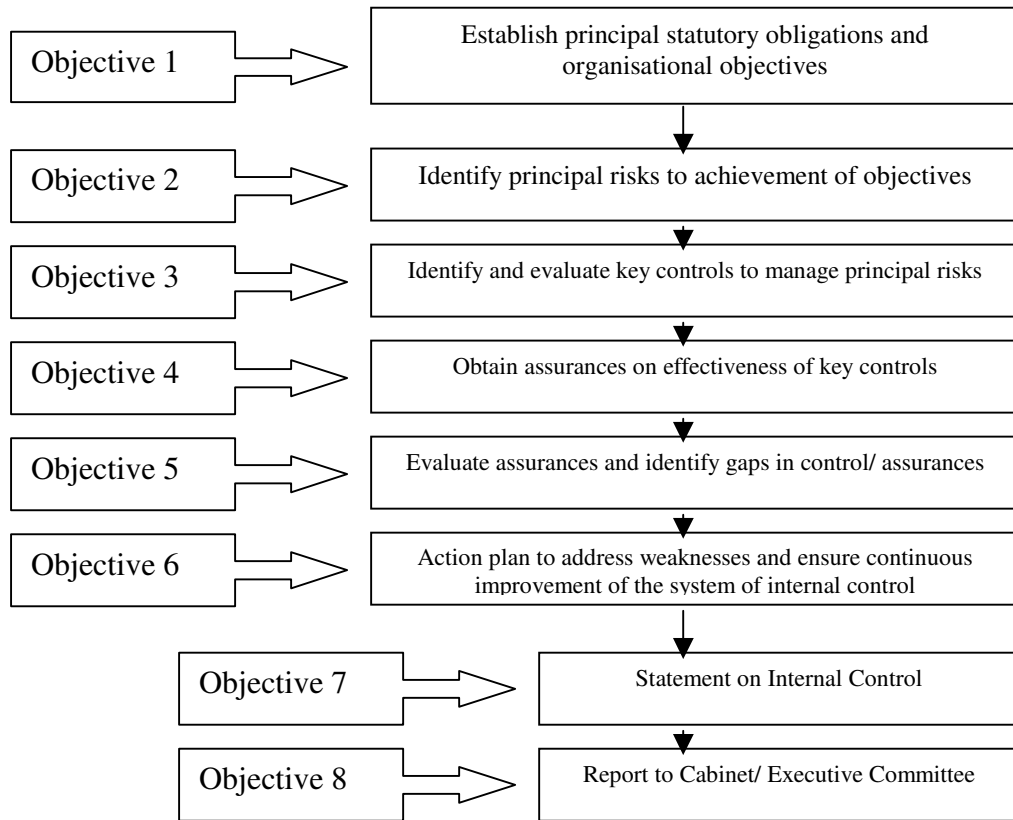 Objective 1
Establish principal statutory obligations and
organisational objectives
Objective 2
Identify principal risks to achievement of objectives
Objective 3
Identify and evaluate key controls to manage principal risks
Objective 4
Obtain assurances on effectiveness of key controls
Objective 5
Evaluate assurances and identify gaps in control/ assurances
Objective 6
Action plan to address weaknesses and ensure continuous
improvement of the system of internal control
Objective 7
Statement on Internal Control
Objective 8
Report to Cabinet/ Executive Committee